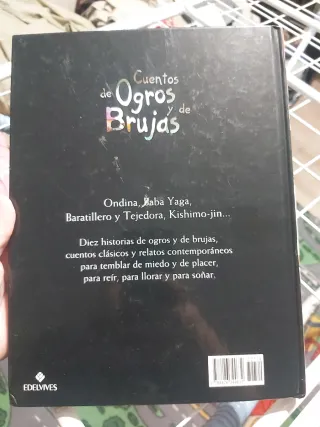 Cuentos
de Ogros y de
Brujas
Ondina, Baba Yaga,
Baratillero y Tejedora, Kishimo-jin...
Diez historias de ogros y de brujas,
cuentos clásicos y relatos contemporáneos
para temblar de miedo y de placer,
para reír, para llorar y para soñar.
EDELVIVES